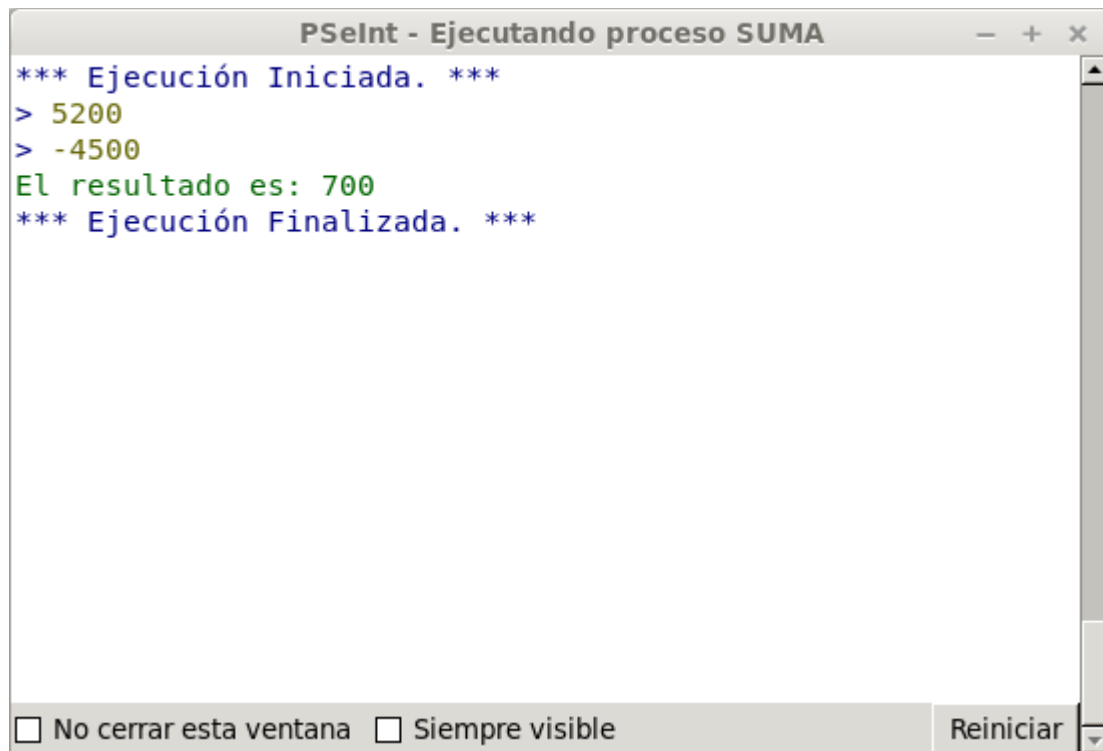 PSeInt - Ejecutando proceso SUMA
*** Ejecución Iniciada. ***
> 5200
> -4500
El resultado es: 700
*** Ejecución Finalizada. ***
No cerrar esta ventana Siempre visible Reiniciar